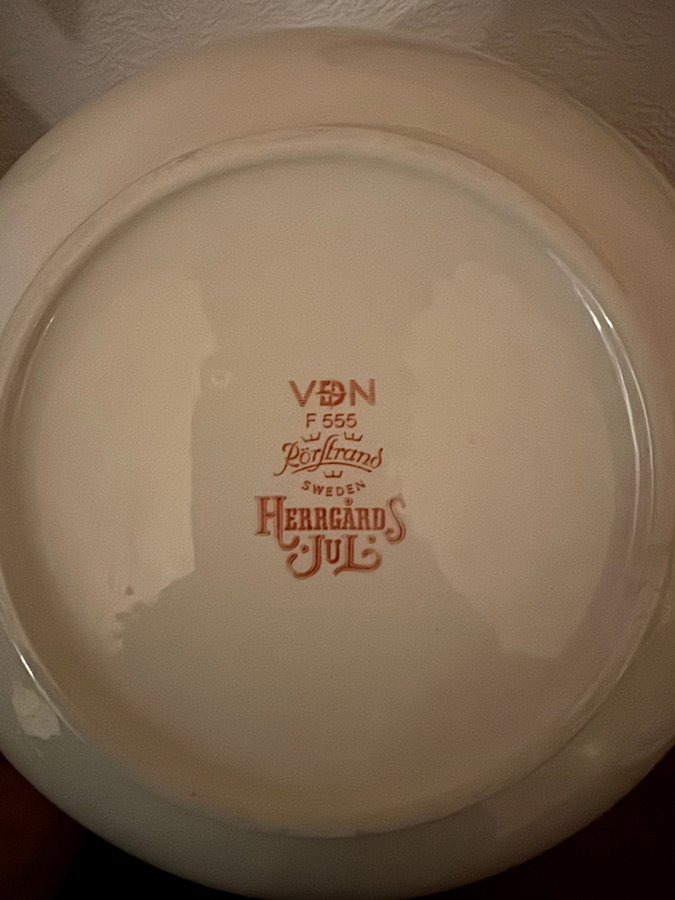 VDN
F 555
Rörstrand
SWEDEN
HERRGÅRDS
JUL